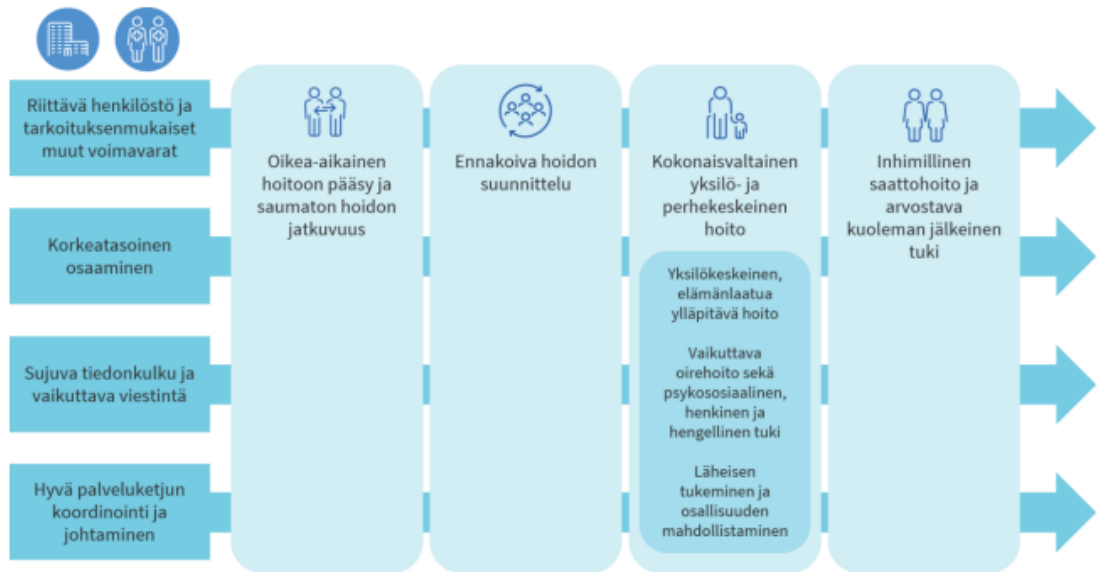 Riittävä henkilöstö ja
tarkoituksenmukaiset
muut voimavarat
Korkeatasoinen
osaaminen
Sujuva tiedonkulku ja
vaikuttava viestintä
Hyvä palveluketjun
koordinointi ja
johtaminen
Oikea-aikainen
hoitoon pääsy ja
saumaton hoidon
jatkuvuus
Ennakoiva hoidon
suunnittelu
Kokonaisvaltainen
yksilö- ja
perhekeskeinen
hoito
Yksilökeskeinen,
elämänlaatua
ylläpitävä hoito
Vaikuttava
oirehoito sekä
psykososiaalinen,
henkinen ja
hengellinen tuki
Läheisen
tukeminen ja
osallisuuden
mahdollistaminen
Inhimillinen
saattohoito ja
arvostava
kuoleman jälkeinen
tuki